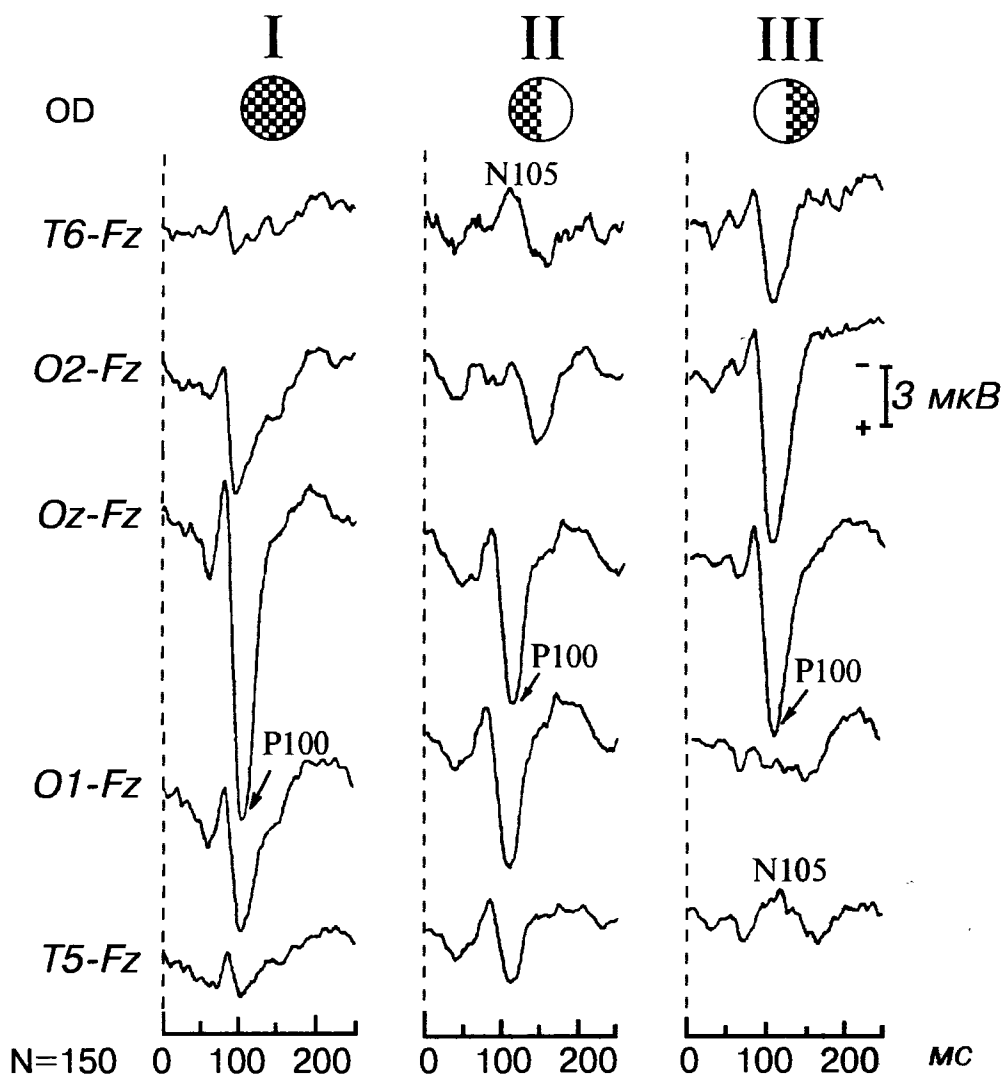 I II III
OD
N105
T6-Fz
O2-Fz
- 3 мкВ +
Oz-Fz
P100 P100
P100
O1-Fz
N105
T5-Fz
0 100 200 0 100 200 0 100 200
N=150 мс